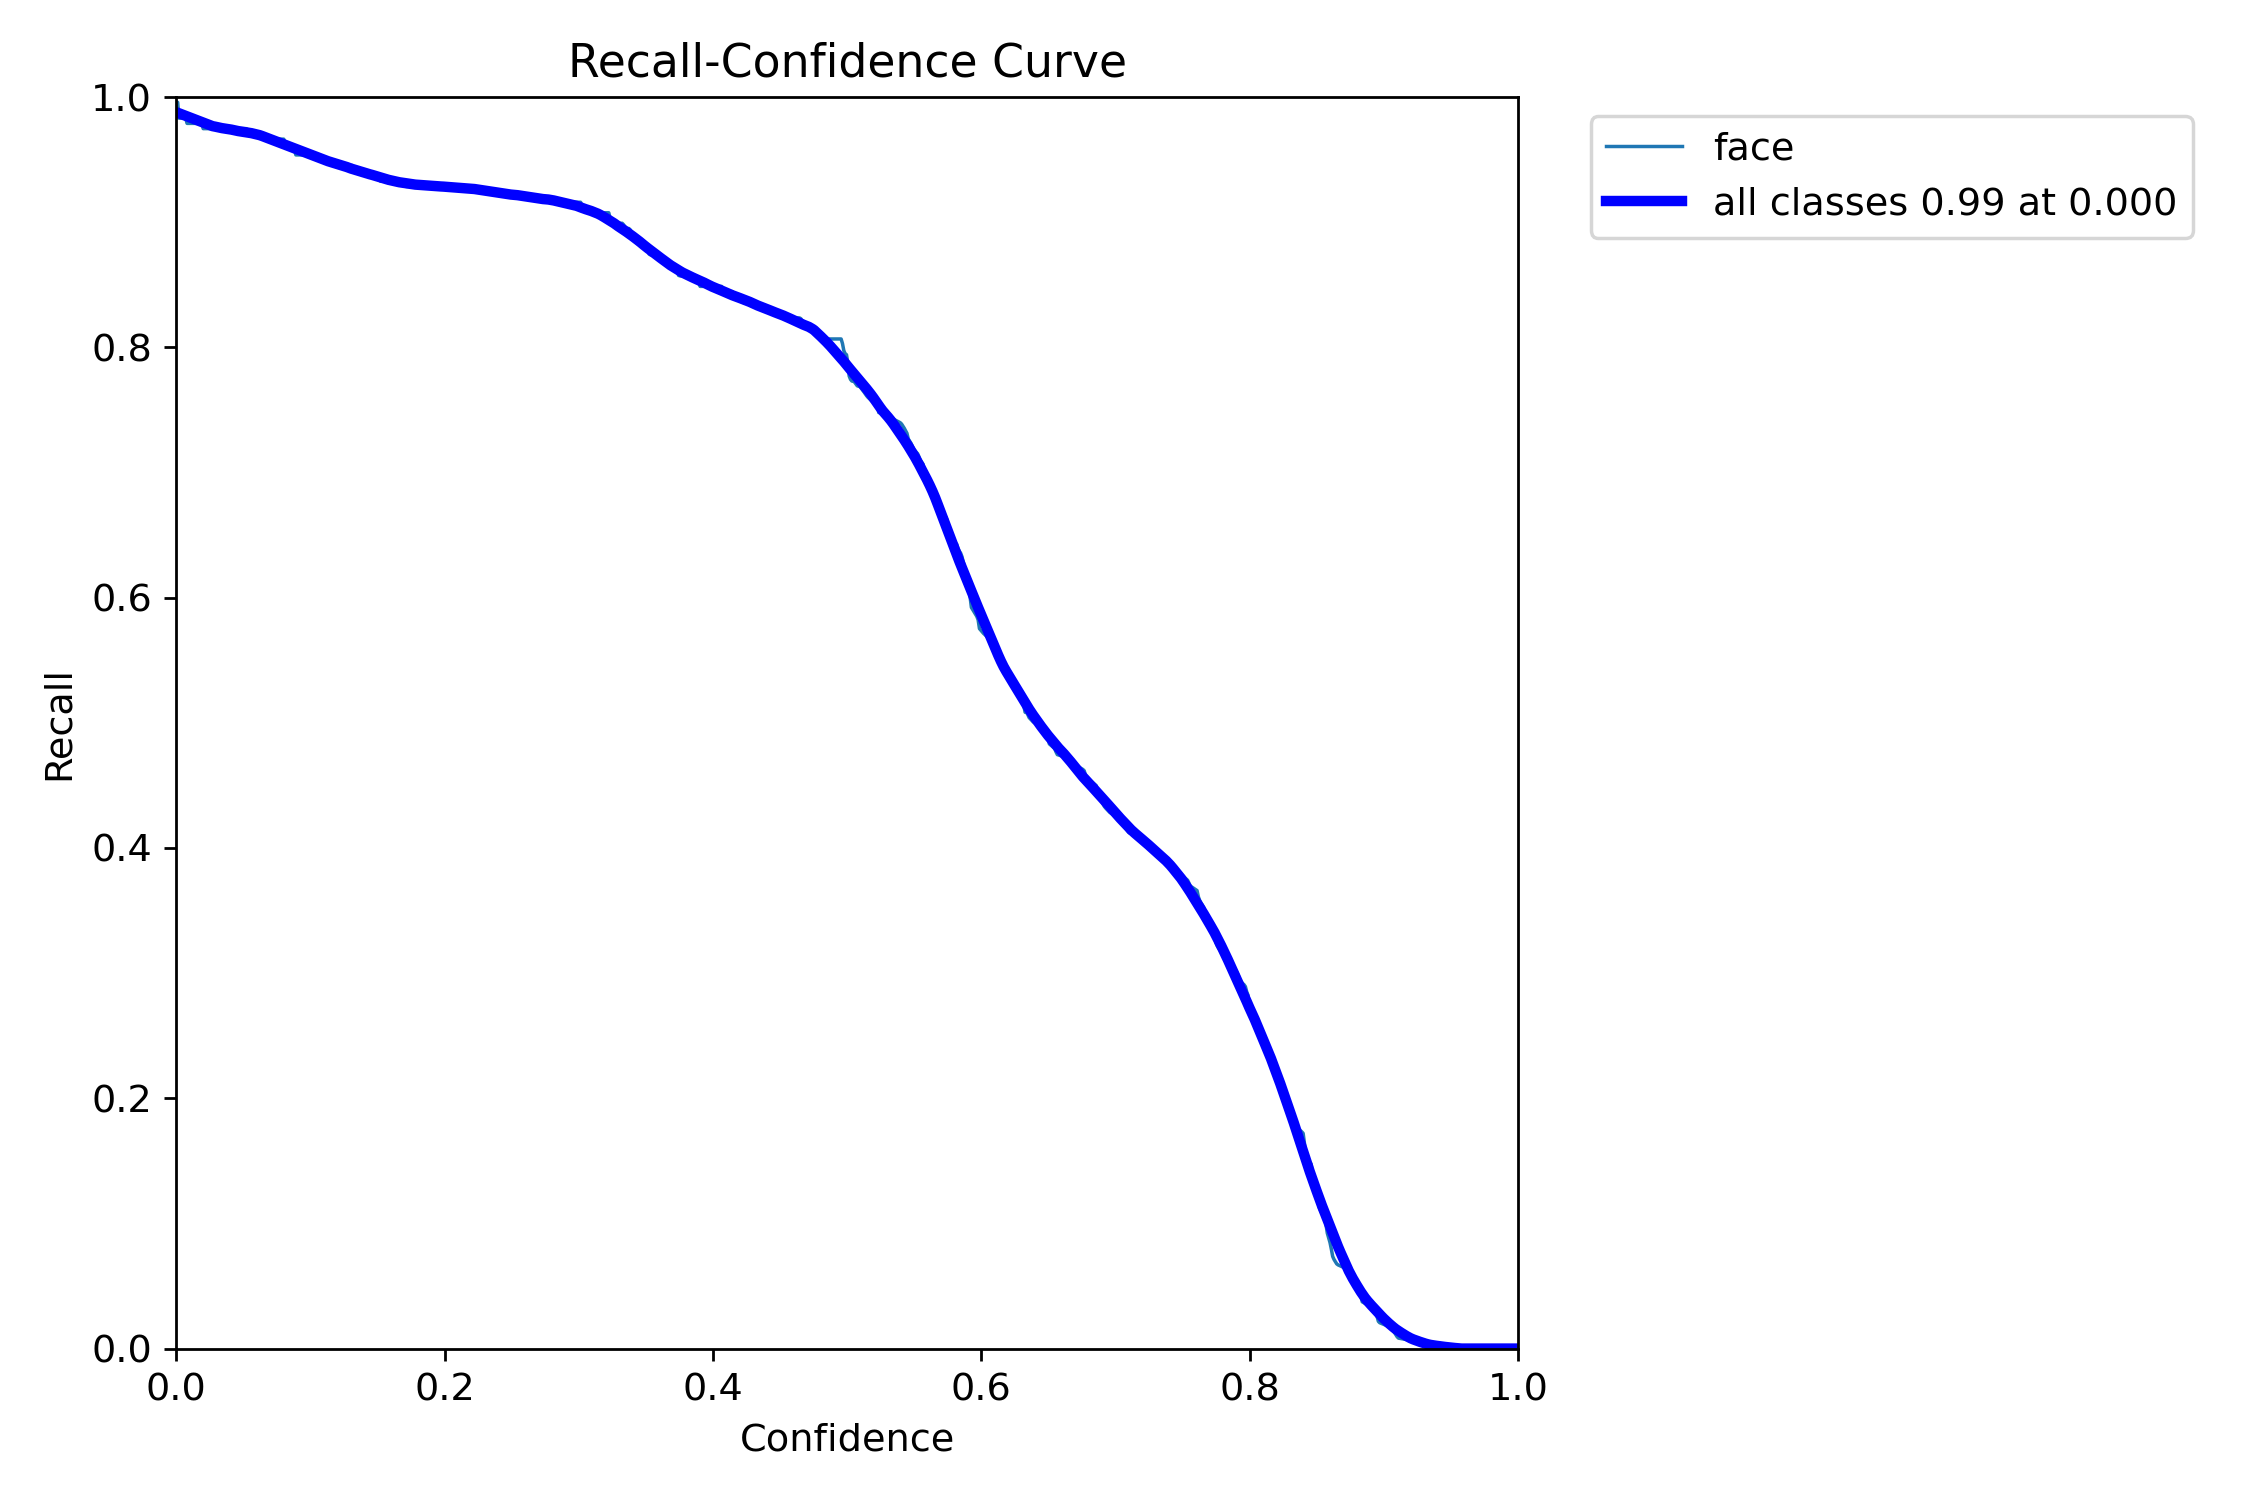 Recall-Confidence Curve
1.0
0.8
0.6
0.4
0.2
0.0
Recall
0.0 0.2 0.4 0.6 0.8 1.0
Confidence
face
all classes 0.99 at 0.000